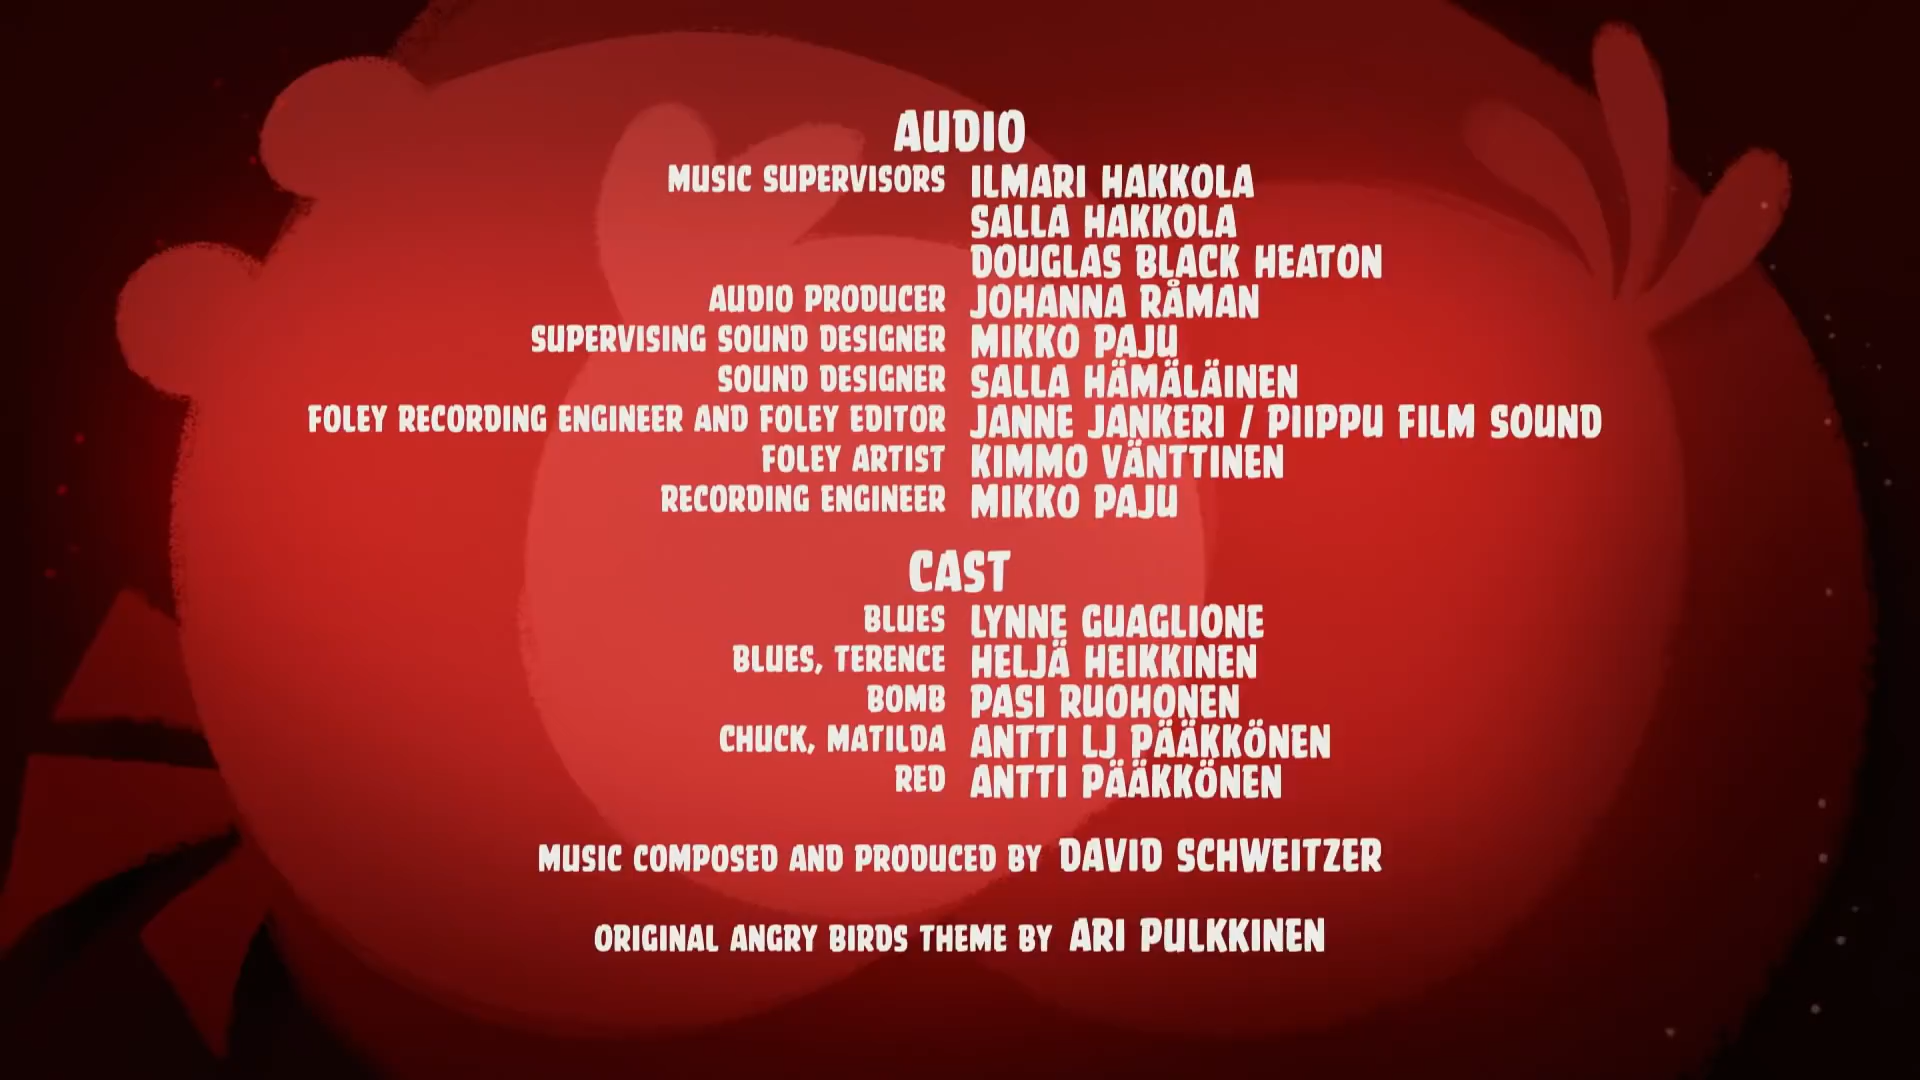 AUDIO
MUSIC SUPERVISORS ILMARI HAKKOLA
SALLA HAKKOLA
DOUGLAS BLACK HEATON
AUDIO PRODUCER JOHANNA RÅMAN
SUPERVISING SOUND DESIGNER MIKKO PAJU
SOUND DESIGNER SALLA HÄMÄLÄINEN
FOLEY RECORDING ENGINEER AND FOLEY EDITOR JANNE JANKERI / PIIPPU FILM SOUND
FOLEY ARTIST KIMMO VÄNTTINEN
RECORDING ENGINEER MIKKO PAJU
CAST
BLUES LYNNE GUAGLIONE
BLUES, TERENCE HELJÄ HEIKKINEN
BOMB PASI RUOHONEN
CHUCK, MATILDA ANTTI LJ PÄÄKKÖNEN
RED ANTTI PÄÄKKÖNEN
MUSIC COMPOSED AND PRODUCED BY DAVID SCHWEITZER
ORIGINAL ANGRY BIRDS THEME BY ARI PULKKINEN